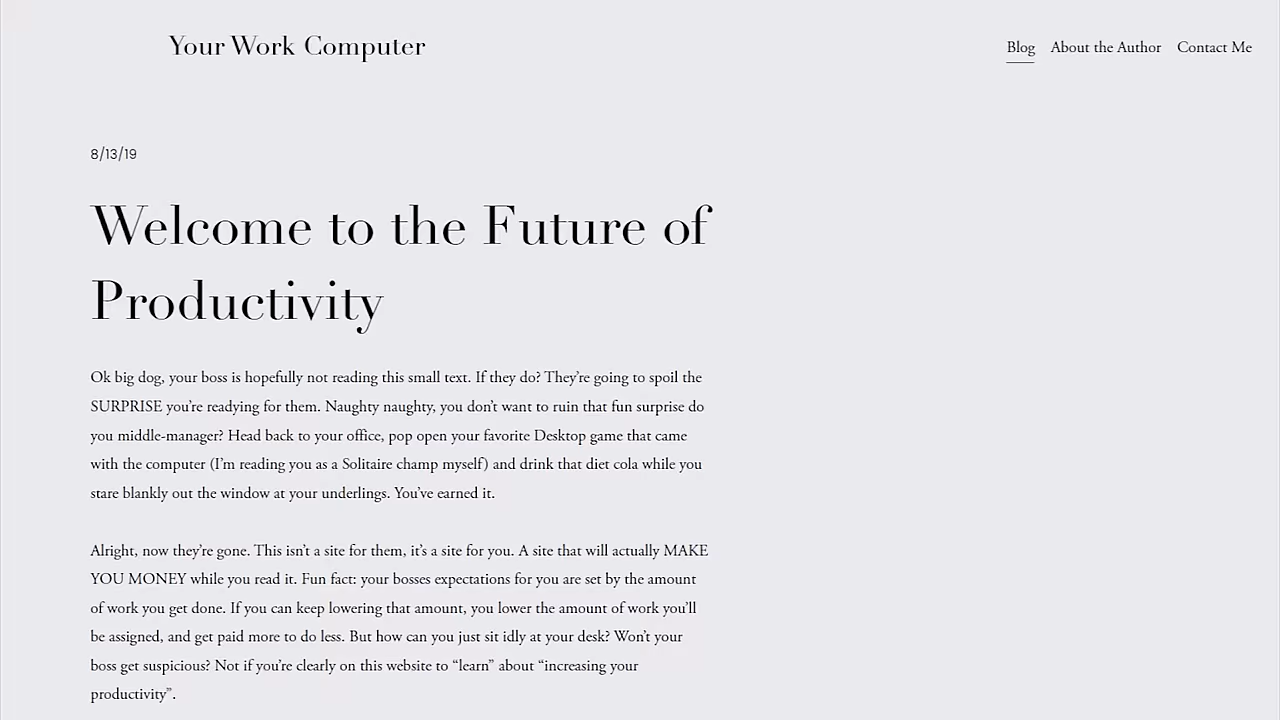 Your Work Computer
Blog About the Author Contact Me
8/13/19
Welcome to the Future of
Productivity
Ok big dog, your boss is hopefully not reading this small text. If they do? They’re going to spoil the
SURPRISE you’re readying for them. Naughty naughty, you don’t want to ruin that fun surprise do
you middle-manager? Head back to your office, pop open your favorite Desktop game that came
with the computer (I’m reading you as a Solitaire champ myself) and drink that diet cola while you
stare blankly out the window at your underlings. You’ve earned it.
Alright, now they’re gone. This isn’t a site for them, it’s a site for you. A site that will actually MAKE
YOU MONEY while you read it. Fun fact: your bosses expectations for you are set by the amount
of work you get done. If you can keep lowering that amount, you lower the amount of work you’ll
be assigned, and get paid more to do less. But how can you just sit idly at your desk? Won’t your
boss get suspicious? Not if you’re clearly on this website to “learn” about “increasing your
productivity”.